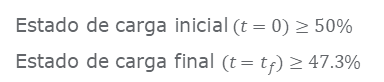 Estado de carga inicial (t = 0) ≥ 50%
Estado de carga final (t = t_f) ≥ 47.3%